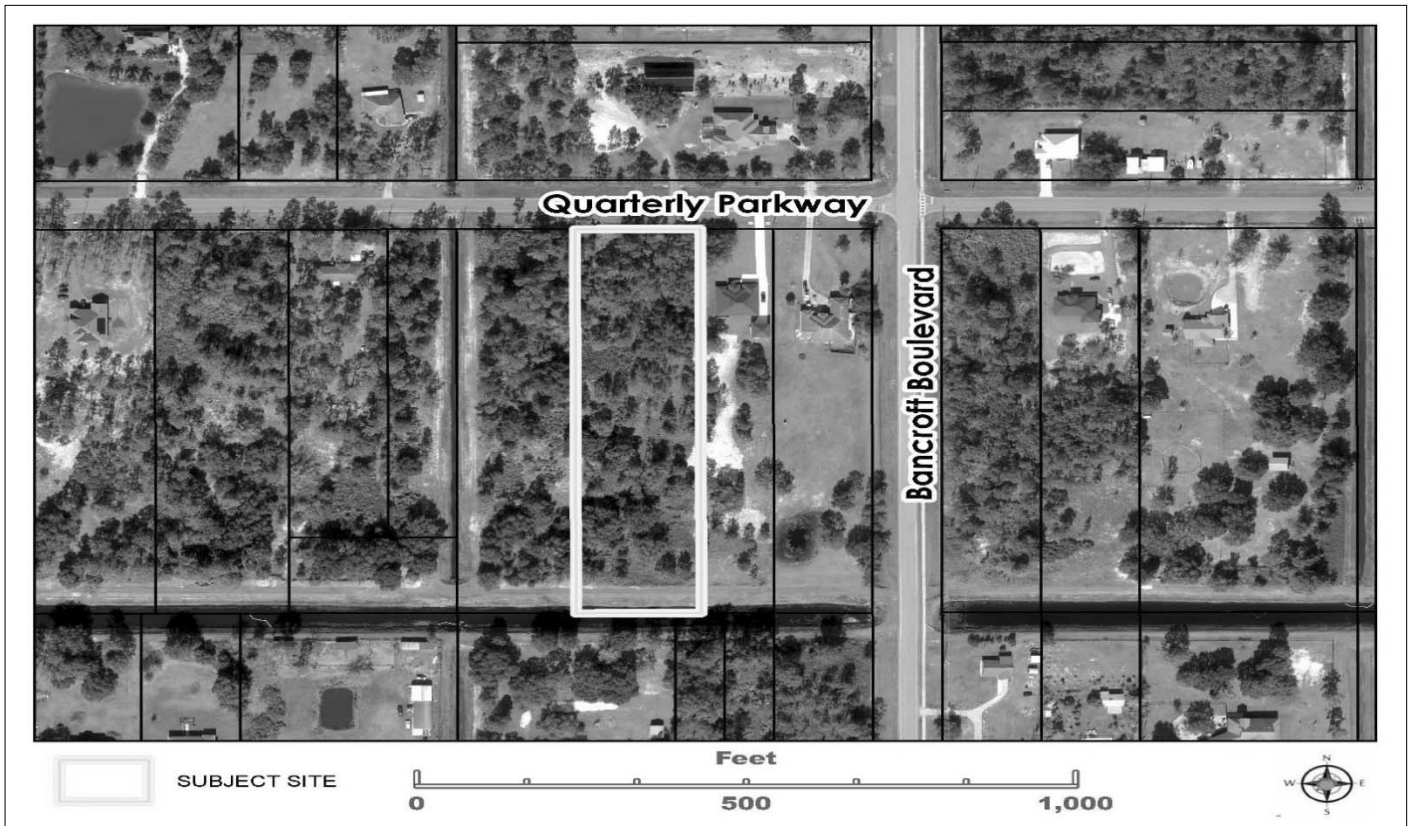 Quarterly Parkway
Bancroft Boulevard
SUBJECT SITE
Feet
0 500 1,000
N
W E
S